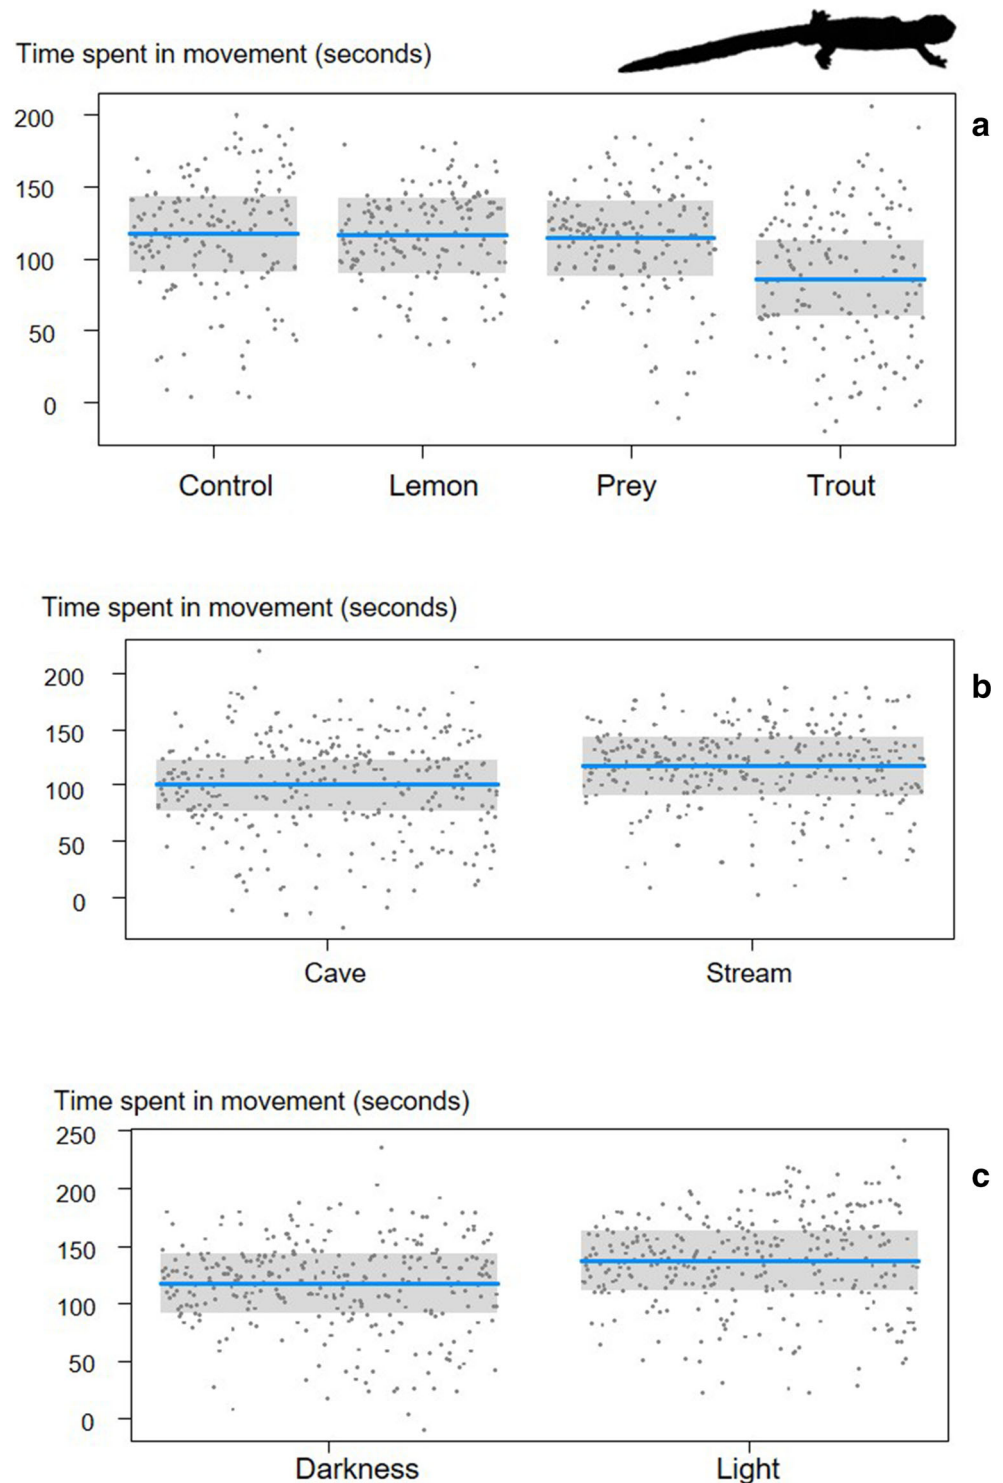 Time spent in movement (seconds)
a
200
150
100
50
0
Control Lemon Prey Trout
Time spent in movement (seconds)
b
200
150
100
50
0
Cave Stream
Time spent in movement (seconds)
250
c
200
150
100
50
0
Darkness Light